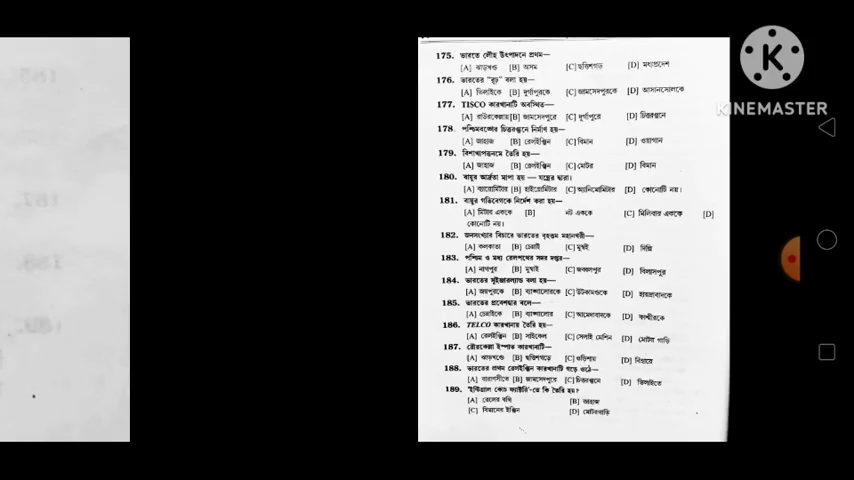 175. ভারতে লৌহ উৎপাদনে প্রথম—
[A] ঝাড়খন্ড [B] অসম [C] ছত্তিশগড় [D] মধ্যপ্রদেশ
176. ভারতের "রূঢ়" বলা হয়—
[A] ভিলাইকে [B] দুর্গাপুরকে [C] জামসেদপুরকে [D] আসানসোলকে
177. TISCO কারখানাটি অবস্থিত—
[A] রাউরকেল্লায় [B] জামসেদপুরে [C] দুর্গাপুরে [D] চিত্তরঞ্জনে
178. পশ্চিমবঙ্গের চিত্তরঞ্জনে নির্মাণ হয়—
[A] জাহাজ [B] রেলইঞ্জিন [C] বিমান [D] ওয়াগান
179. বিশাখাপত্তনমে তৈরি হয়—
[A] জাহাজ [B] রেলইঞ্জিন [C] মোটর [D] বিমান
180. বায়ুর আর্দ্রতা মাপা হয় — যন্ত্রের দ্বারা।
[A] ব্যারোমিটার [B] হাইগ্রোমিটার [C] অ্যানিমোমিটার [D] কোনোটি নয়।
181. বায়ুর গতিবেগকে নির্দেশ করা হয়—
[A] মিটার এককে [B] নট এককে [C] মিলিবার এককে [D]
কোনোটি নয়।
182. জনসংখ্যার বিচারে ভারতের বৃহত্তম মহানগরী—
[A] কলকাতা [B] চেন্নাই [C] মুম্বই [D] দিল্লি
183. পশ্চিম ও মধ্য রেলপথের সদর দপ্তর—
[A] নাগপুর [B] মুম্বাই [C] জব্বলপুর [D] বিলাসপুর
184. ভারতের সুইজারল্যান্ড বলা হয়—
[A] জয়পুরকে [B] ব্যাঙ্গালোরকে [C] উটকামণ্ডকে [D] হায়দ্রাবাদকে
185. ভারতের প্রবেশদ্বার বলে—
[A] চেন্নাইকে [B] ব্যাঙ্গালোর [C] আমেদাবাদকে [D] কাশ্মীরকে
186. TELCO কারখানায় তৈরি হয়—
[A] রেলইঞ্জিন [B] সাইকেল [C] সেলাই মেশিন [D] মোটর গাড়ি
187. রৌরকেল্লা ইস্পাত কারখানাটি—
[A] ঝাড়খন্ডে [B] ছত্তিশগড়ে [C] ওড়িশায় [D] বিহারে
188. ভারতের প্রথম রেলইঞ্জিন কারখানাটি গড়ে ওঠে—
[A] বারাণসীতে [B] জামসেদপুরে [C] চিত্তরঞ্জনে [D] ভিলাইতে
189. 'ইন্টিগ্রাল কোচ ফ্যাক্টরি'-তে কি তৈরি হয়?
[A] রেলের বগি [B] জাহাজ
[C] বিমানের ইঞ্জিন [D] মোটরগাড়ি
K
KINEMASTER